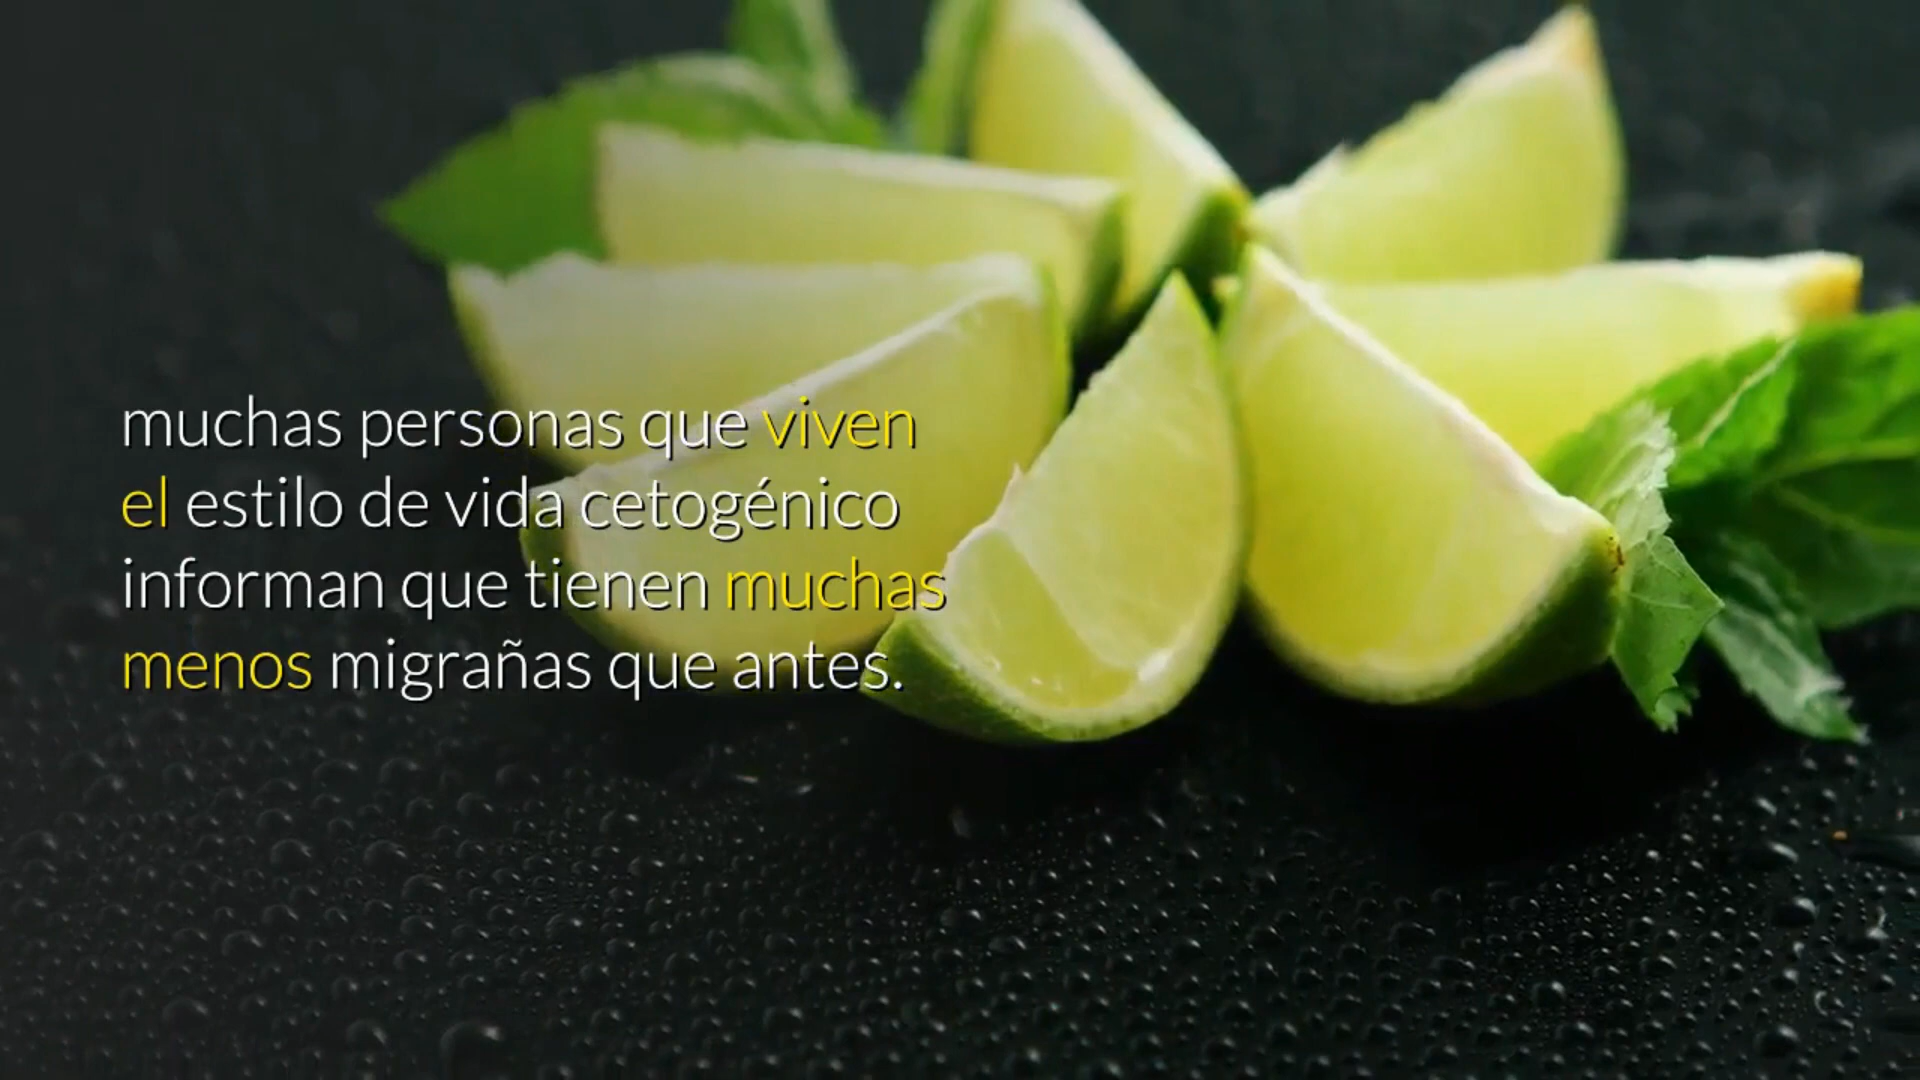 muchas personas que viven
el estilo de vida cetogénico
informan que tienen muchas
menos migrañas que antes.